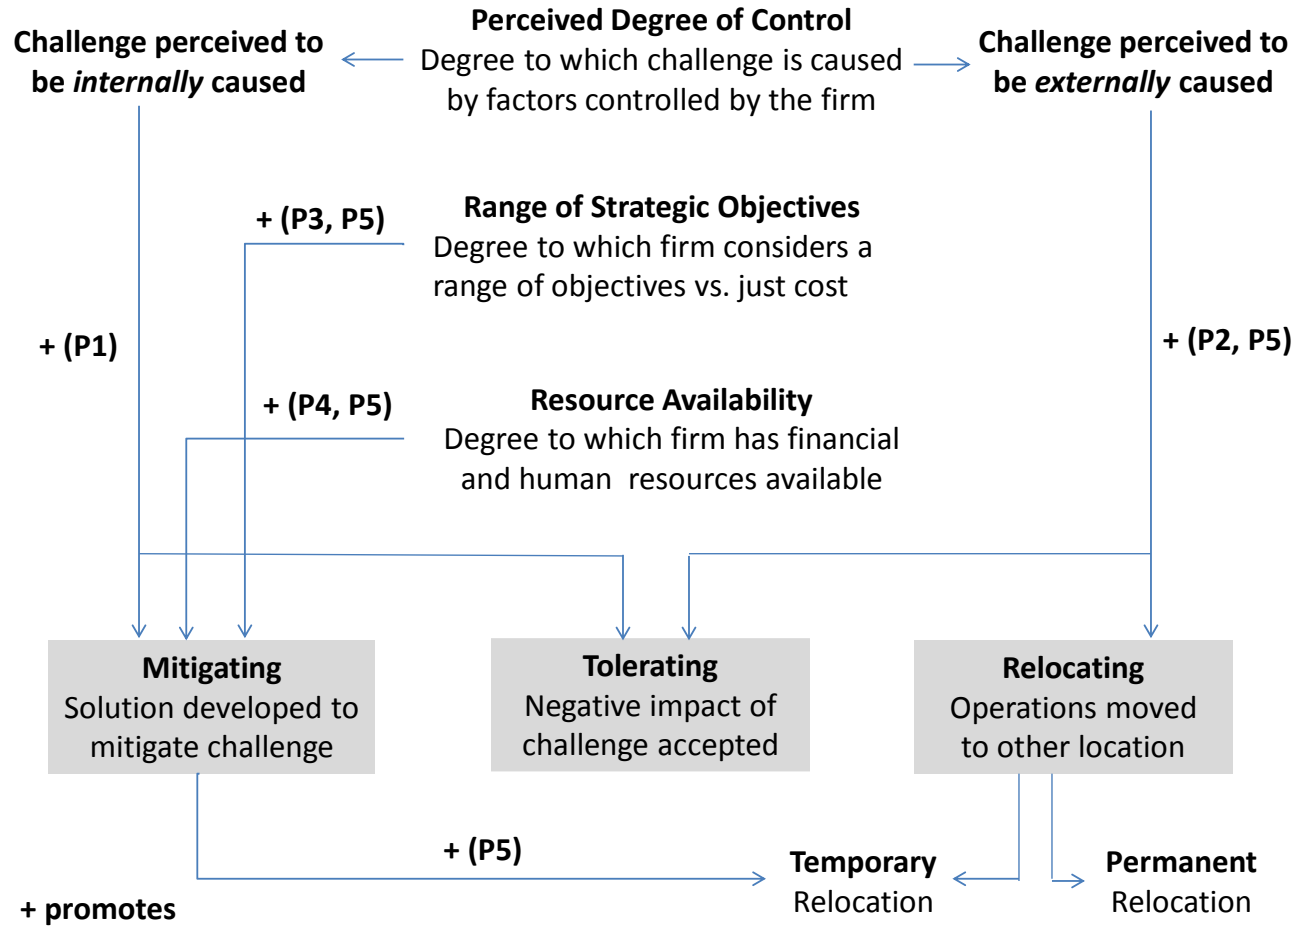 Perceived Degree of Control
Degree to which challenge is caused
by factors controlled by the firm
Challenge perceived to
be internally caused
Challenge perceived to
be externally caused
+ (P3, P5)
Range of Strategic Objectives
Degree to which firm considers a
range of objectives vs. just cost
+ (P1)
+ (P2, P5)
+ (P4, P5)
Resource Availability
Degree to which firm has financial
and human resources available
Mitigating
Solution developed to
mitigate challenge
Tolerating
Negative impact of
challenge accepted
Relocating
Operations moved
to other location
+ (P5)
Temporary
Relocation
Permanent
Relocation
+ promotes